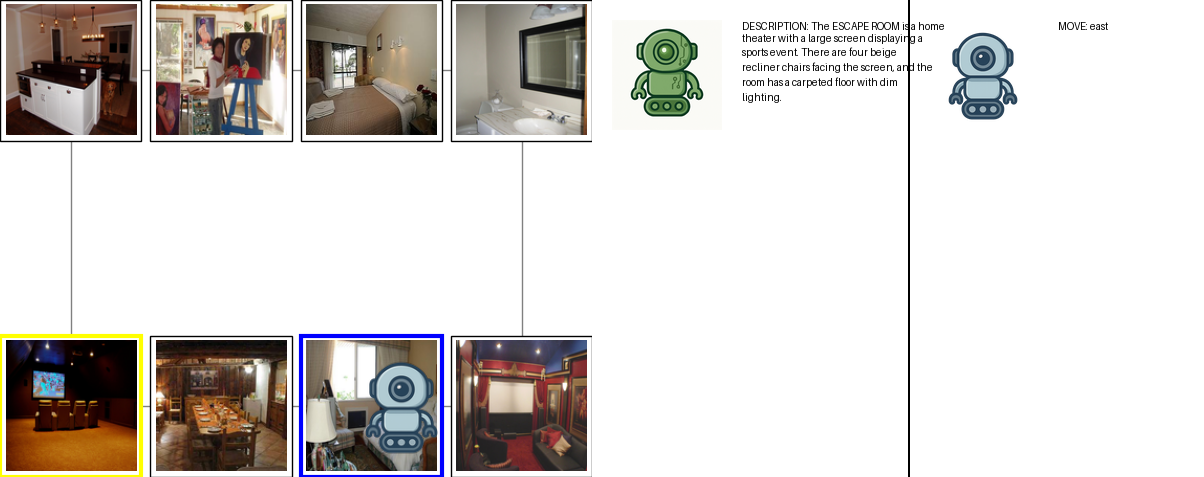 DESCRIPTION: The ESCAPE ROOM is a home
theater with a large screen displaying a
sports event. There are four beige
recliner chairs facing the screen, and the
room has a carpeted floor with dim
lighting.
MOVE: east